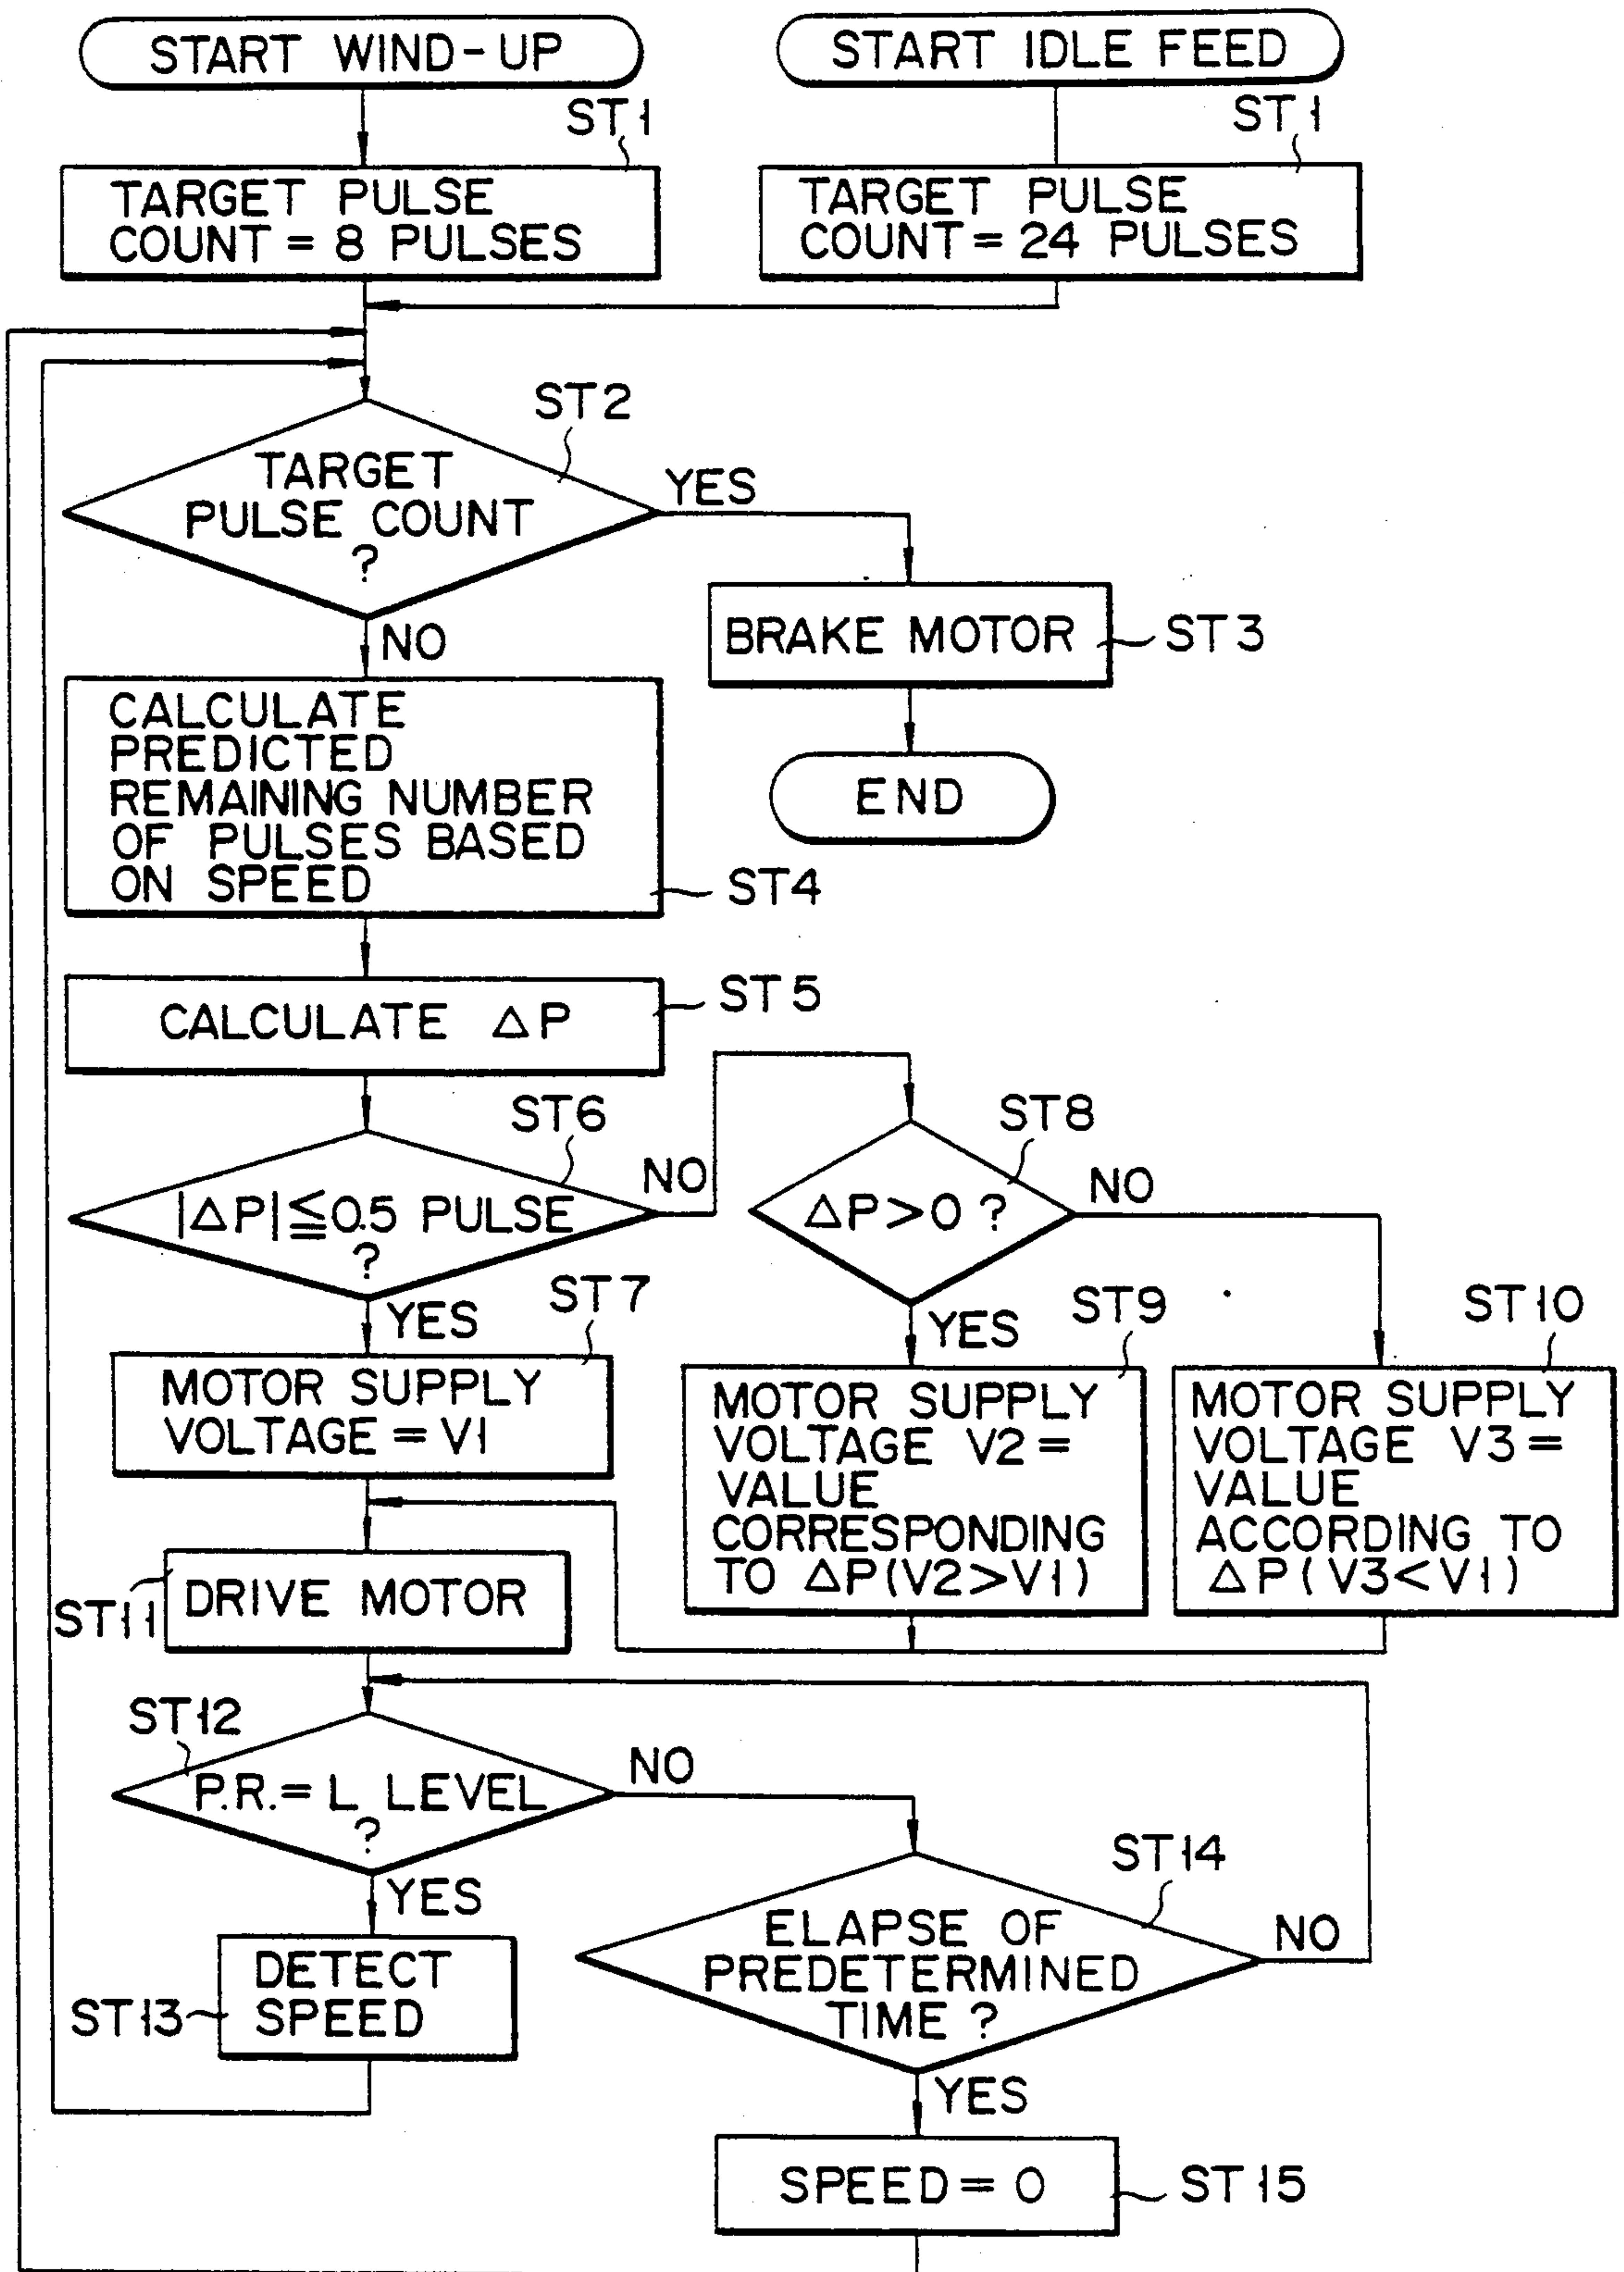 START WIND-UP
START IDLE FEED
ST1
ST1
TARGET PULSE
COUNT = 8 PULSES
TARGET PULSE
COUNT = 24 PULSES
ST2
TARGET
PULSE COUNT
?
YES
NO
BRAKE MOTOR
ST3
END
CALCULATE
PREDICTED
REMAINING NUMBER
OF PULSES BASED
ON SPEED
ST4
CALCULATE △P
ST5
ST6
|△P|≦0.5 PULSE
?
NO
YES
ST8
△P>0 ?
NO
YES
ST7
MOTOR SUPPLY
VOLTAGE = V1
ST9
MOTOR SUPPLY
VOLTAGE V2 =
VALUE
CORRESPONDING
TO △P(V2>V1)
ST10
MOTOR SUPPLY
VOLTAGE V3 =
VALUE
ACCORDING TO
△P(V3<V1)
ST11
DRIVE MOTOR
ST12
P.R. = L LEVEL
?
NO
YES
ST13
DETECT
SPEED
ST14
ELAPSE OF
PREDETERMINED
TIME ?
NO
YES
SPEED = 0
ST15